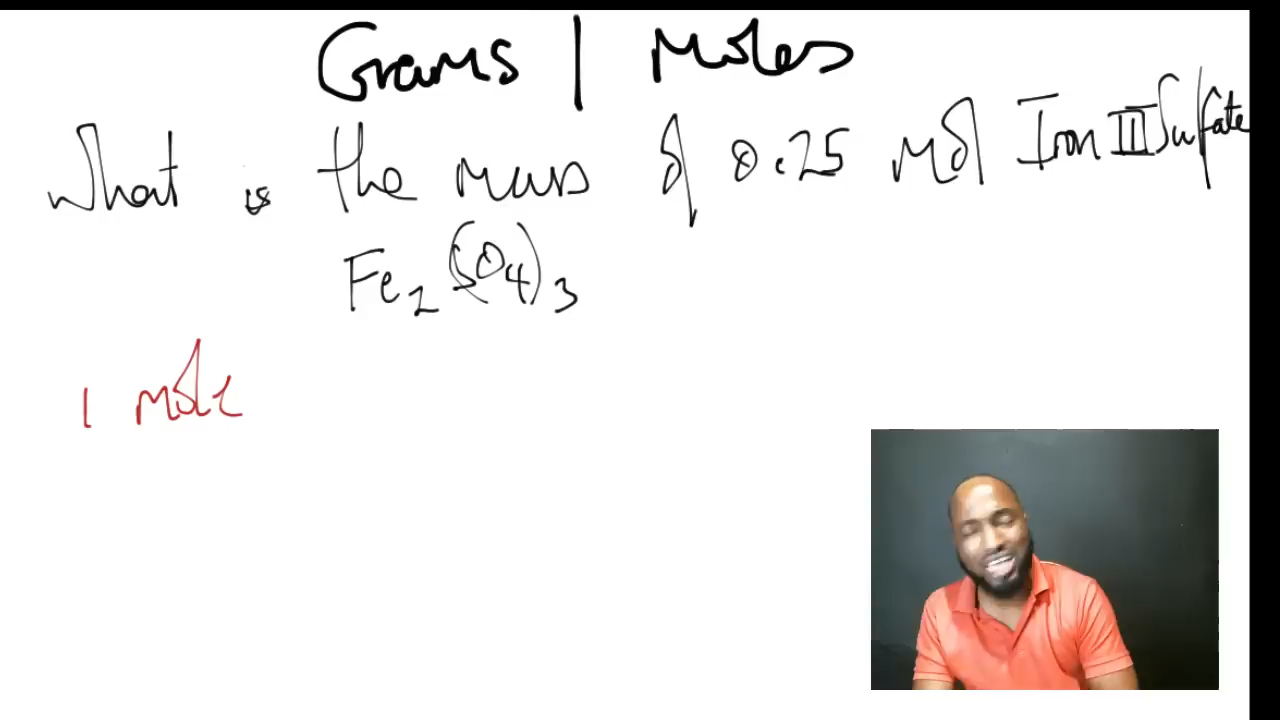 Grams | Moles
What is the mass of 0.25 mol Iron III Sulfate
Fe2(SO4)3
1 mole